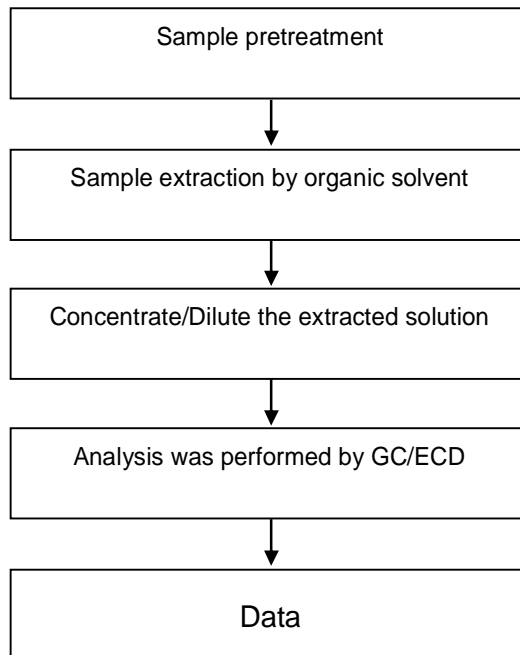 Sample pretreatment
Sample extraction by organic solvent
Concentrate/Dilute the extracted solution
Analysis was performed by GC/ECD
Data